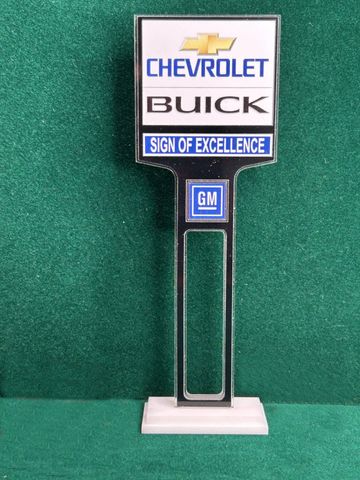 CHEVROLET
BUICK
SIGN OF EXCELLENCE
GM